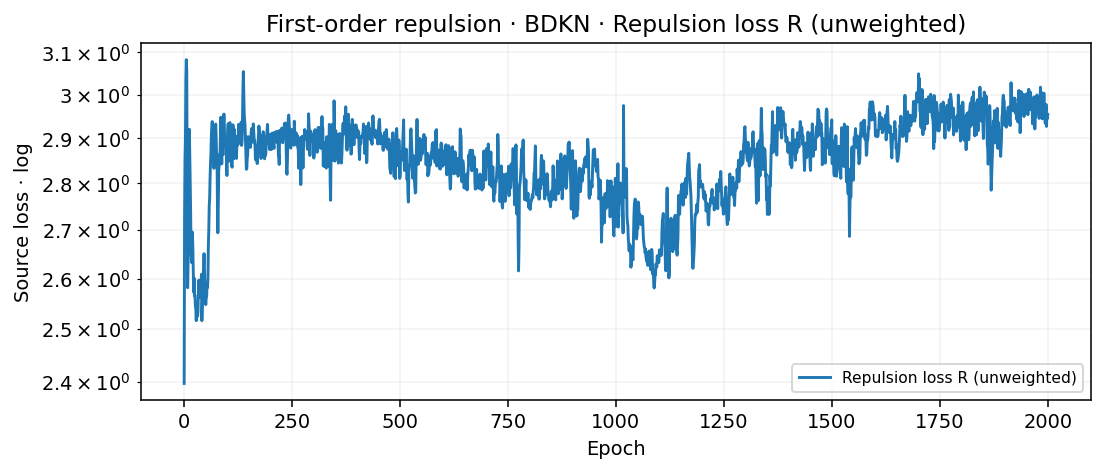 First-order repulsion · BDKN · Repulsion loss R (unweighted)
3.1 × 10⁰
3 × 10⁰
2.9 × 10⁰
2.8 × 10⁰
2.7 × 10⁰
2.6 × 10⁰
2.5 × 10⁰
2.4 × 10⁰
Source loss · log
Repulsion loss R (unweighted)
0 250 500 750 1000 1250 1500 1750 2000
Epoch